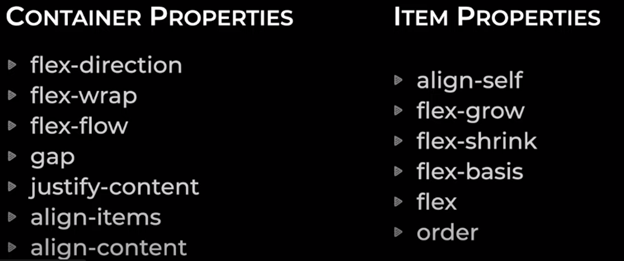 Container Properties
flex-direction
flex-wrap
flex-flow
gap
justify-content
align-items
align-content
Item Properties
align-self
flex-grow
flex-shrink
flex-basis
flex
order